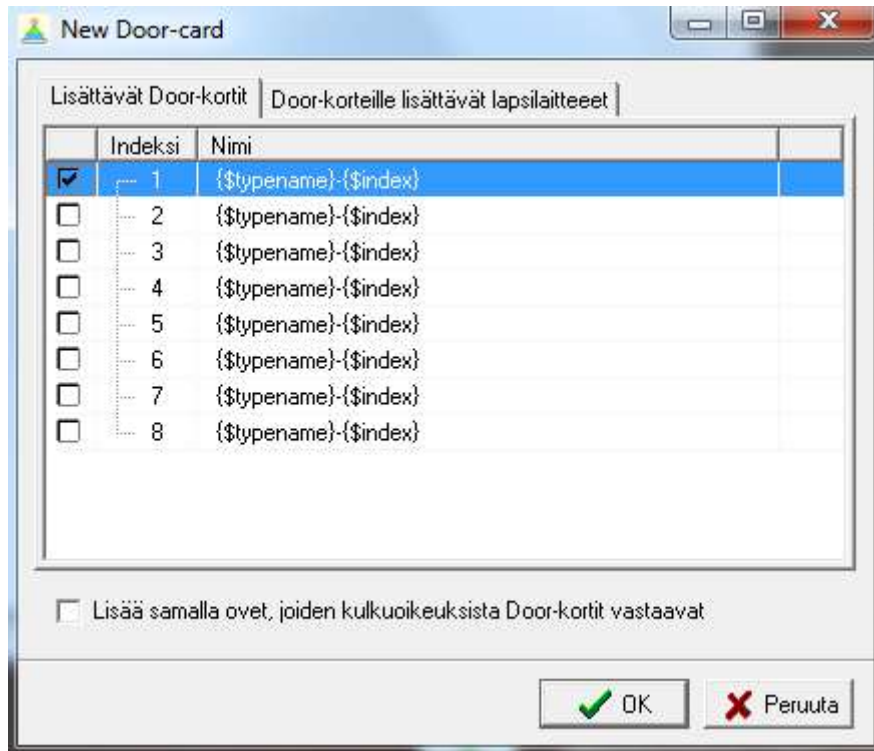 New Door-card
Lisättävät Door-kortit Door-korteille lisättävät lapsilaitteeet
Indeksi Nimi
1 {$typename}-{$index}
2 {$typename}-{$index}
3 {$typename}-{$index}
4 {$typename}-{$index}
5 {$typename}-{$index}
6 {$typename}-{$index}
7 {$typename}-{$index}
8 {$typename}-{$index}
Lisää samalla ovet, joiden kulkuoikeuksista Door-kortit vastaavat
OK Peruuta